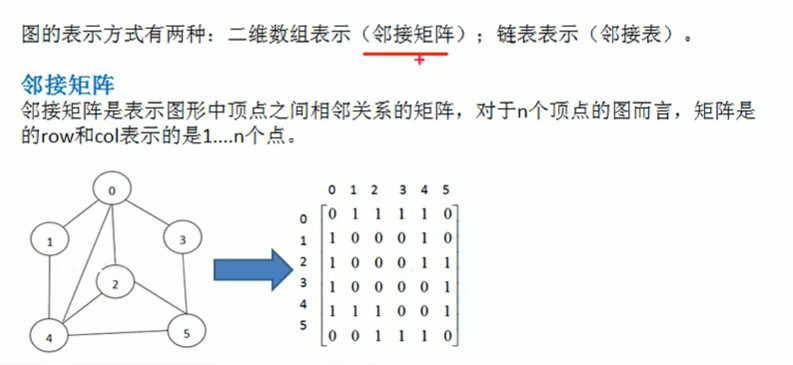 图的表示方式有两种：二维数组表示（邻接矩阵）；链表表示（邻接表）。
邻接矩阵
邻接矩阵是表示图形中顶点之间相邻关系的矩阵，对于n个顶点的图而言，矩阵是
的row和col表示的是1....n个点。
0
1
3
2
4
5
0 1 2 3 4 5
0 0 1 1 1 1 0
1 1 0 0 0 1 0
2 1 0 0 0 1 1
3 1 0 0 0 0 1
4 1 1 1 0 0 1
5 0 0 1 1 1 0